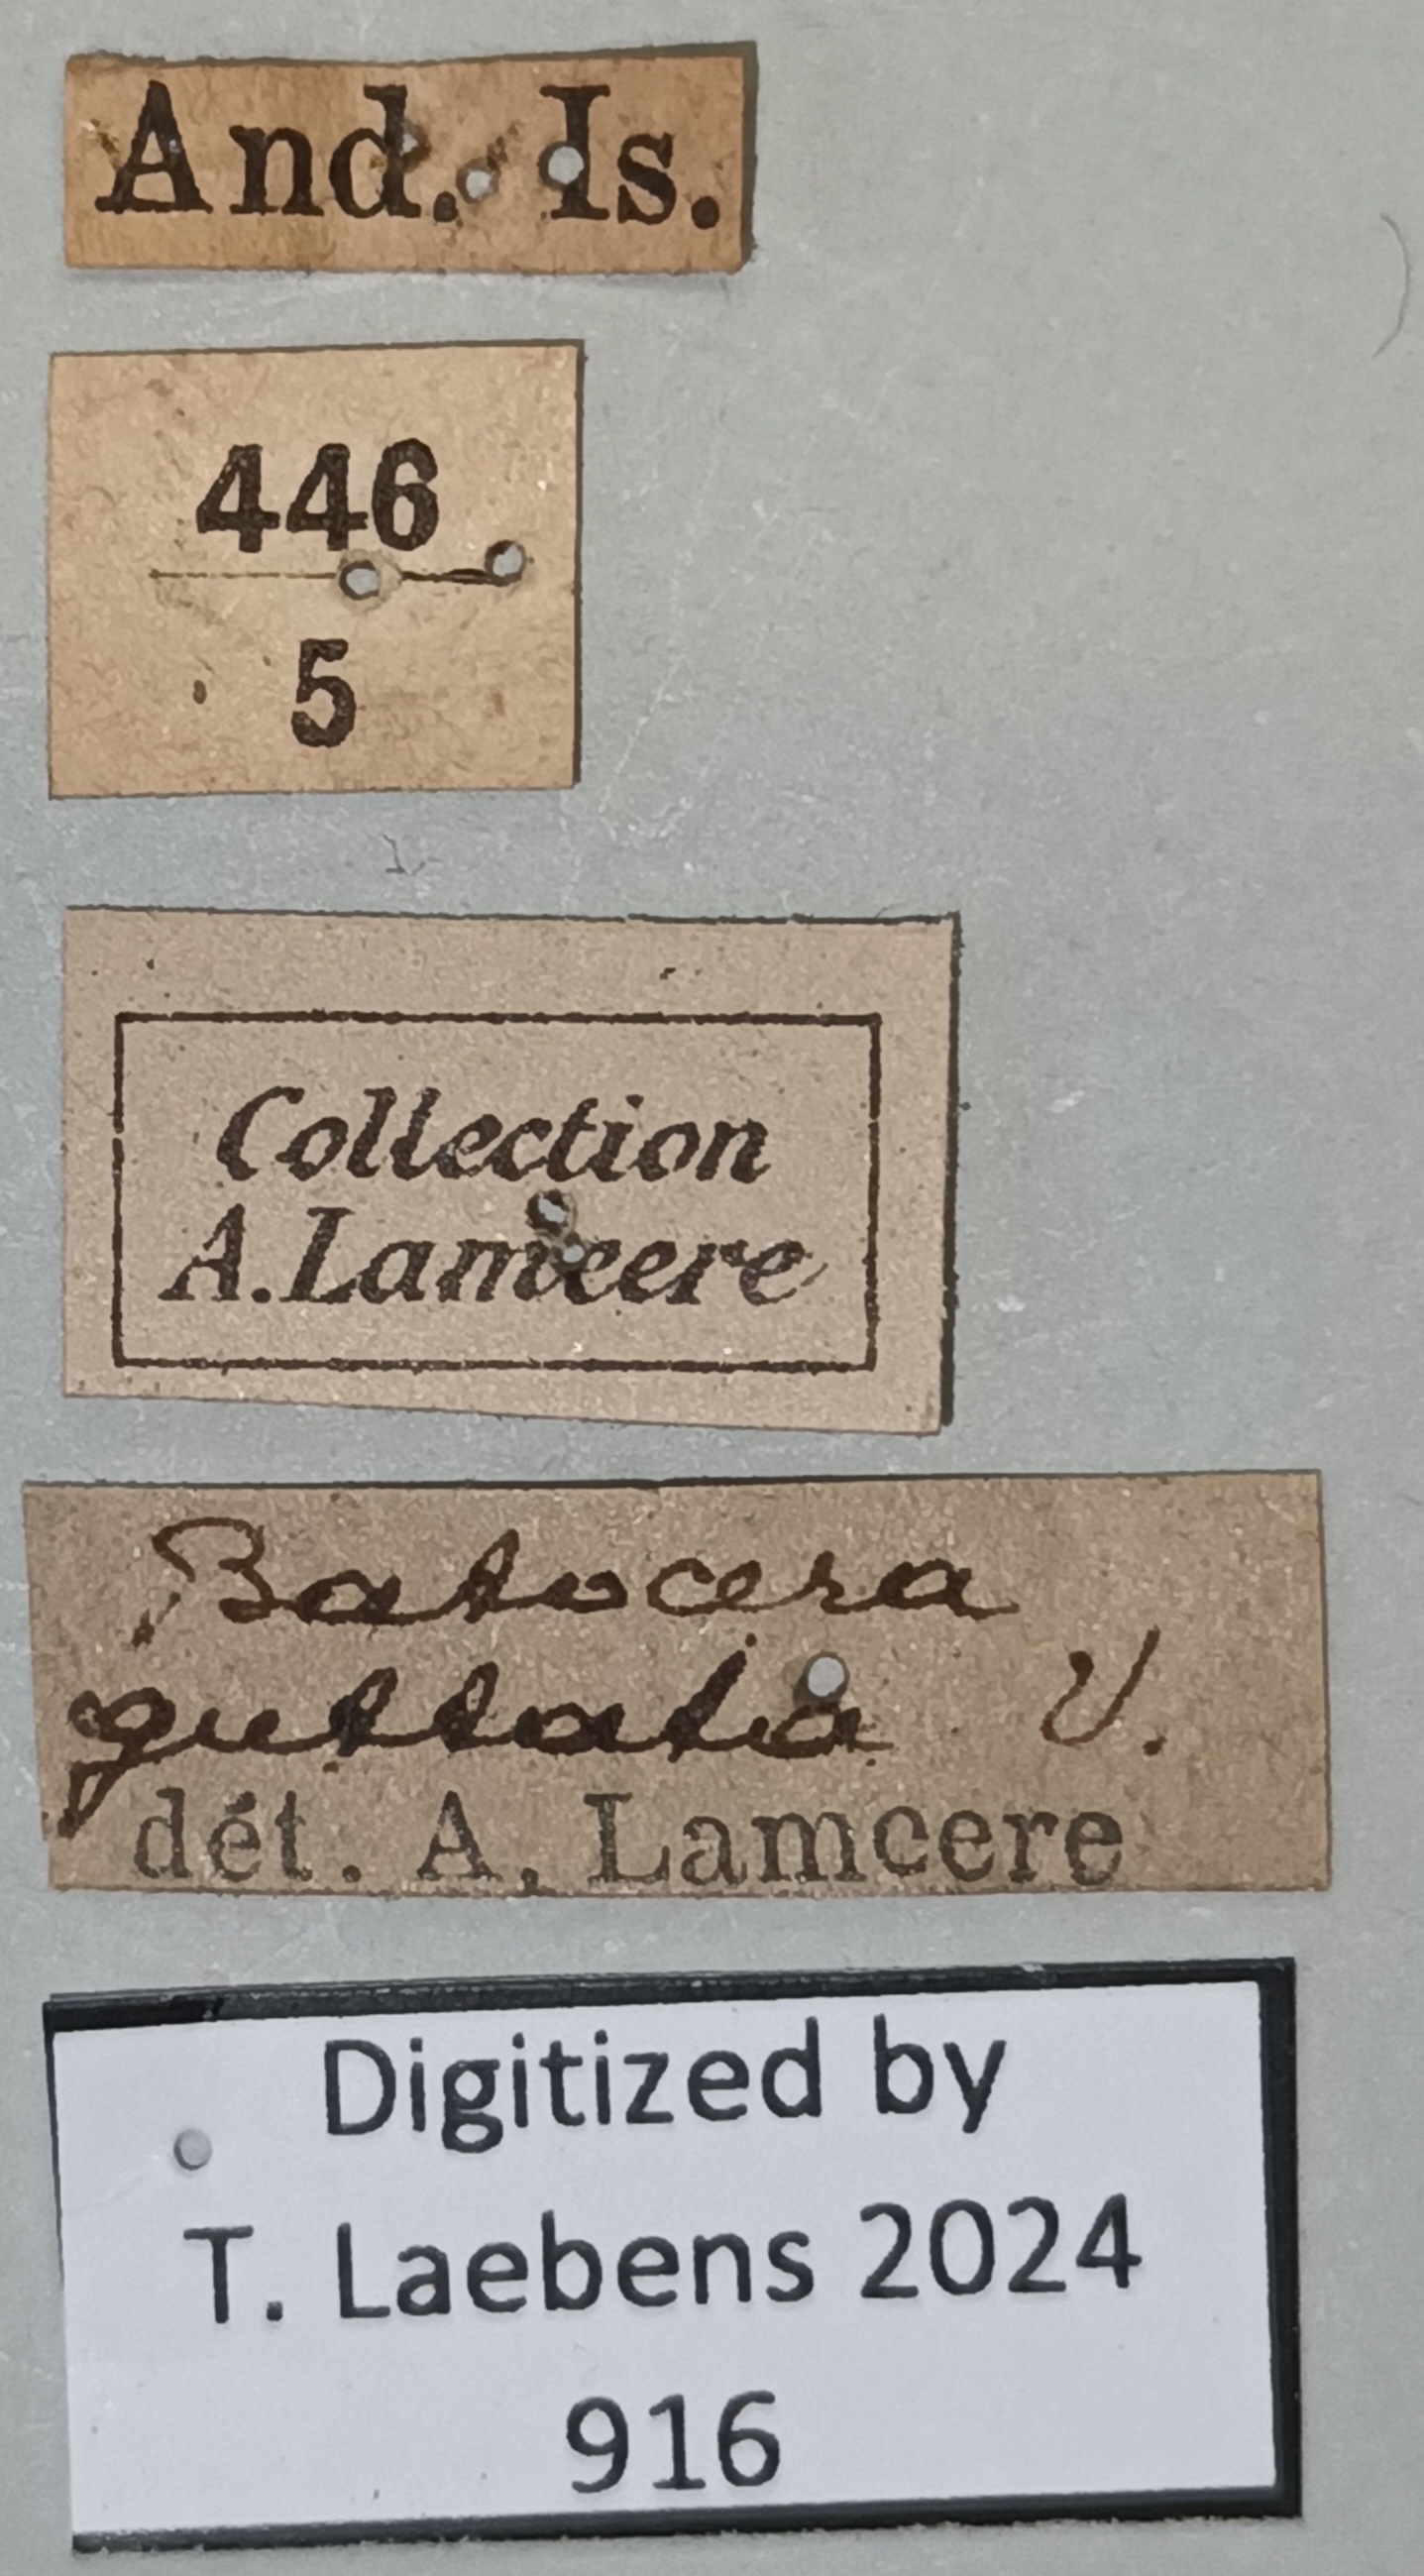 And. Is.
446
5
Collection
A. Lameere
Batocera
guttata V.
dét. A. Lameere
Digitized by
T. Laebens 2024
916